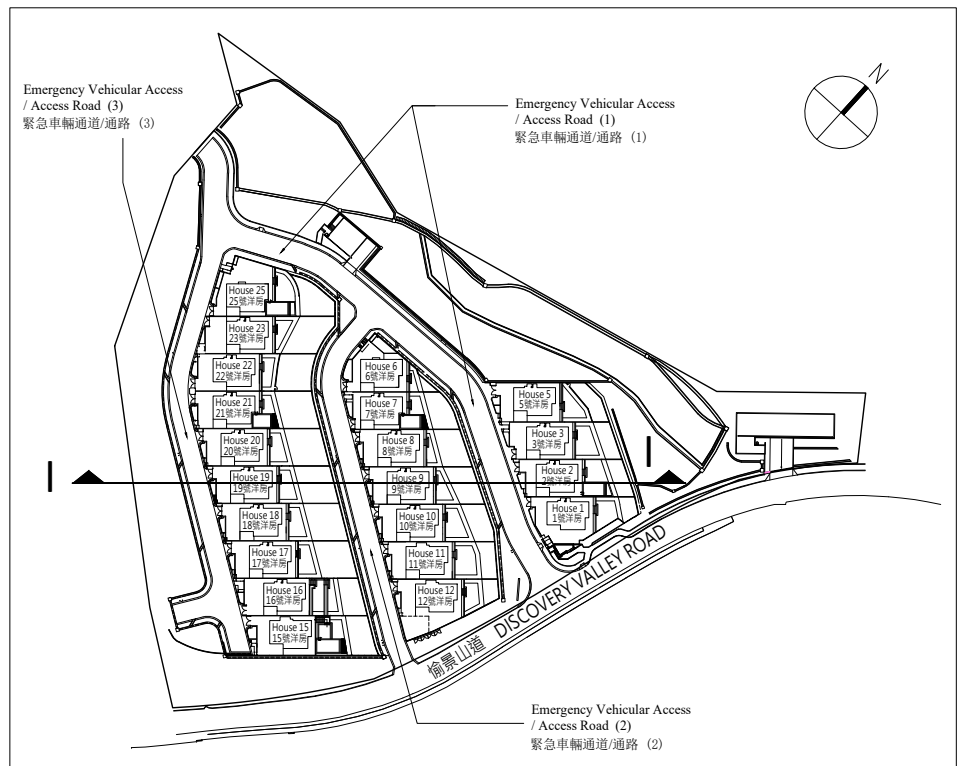 Emergency Vehicular Access
/ Access Road (3)
緊急車輛通道/通路 (3)
Emergency Vehicular Access
/ Access Road (1)
緊急車輛通道/通路 (1)
N
House 25
25號洋房
House 23
23號洋房
House 22
22號洋房
House 21
21號洋房
House 20
20號洋房
House 19
19號洋房
House 18
18號洋房
House 17
17號洋房
House 16
16號洋房
House 15
15號洋房
House 6
6號洋房
House 7
7號洋房
House 8
8號洋房
House 9
9號洋房
House 10
10號洋房
House 11
11號洋房
House 12
12號洋房
House 5
5號洋房
House 3
3號洋房
House 2
2號洋房
House 1
1號洋房
I
I
愉景山道 DISCOVERY VALLEY ROAD
Emergency Vehicular Access
/ Access Road (2)
緊急車輛通道/通路 (2)